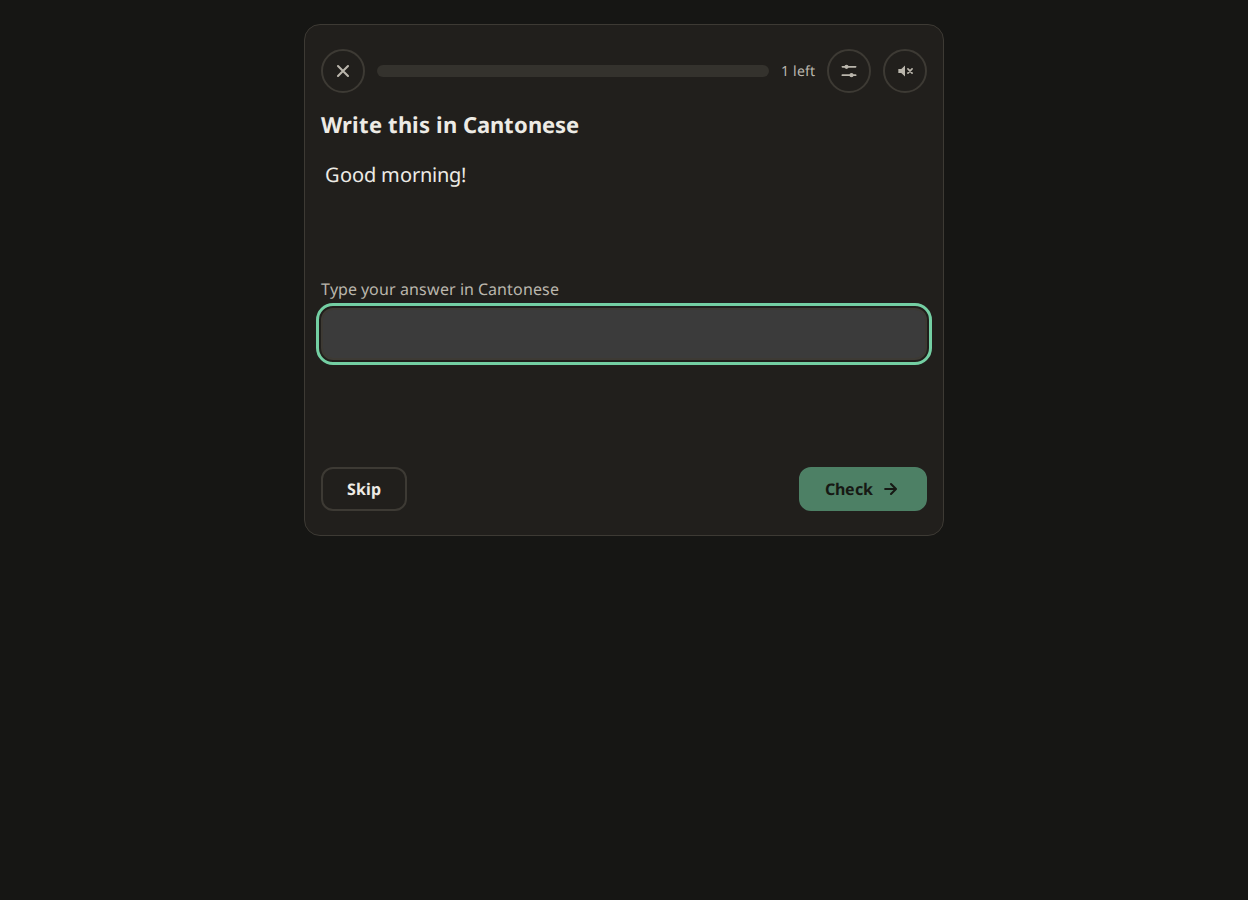 1 left
Write this in Cantonese
Good morning!
Type your answer in Cantonese
Skip
Check